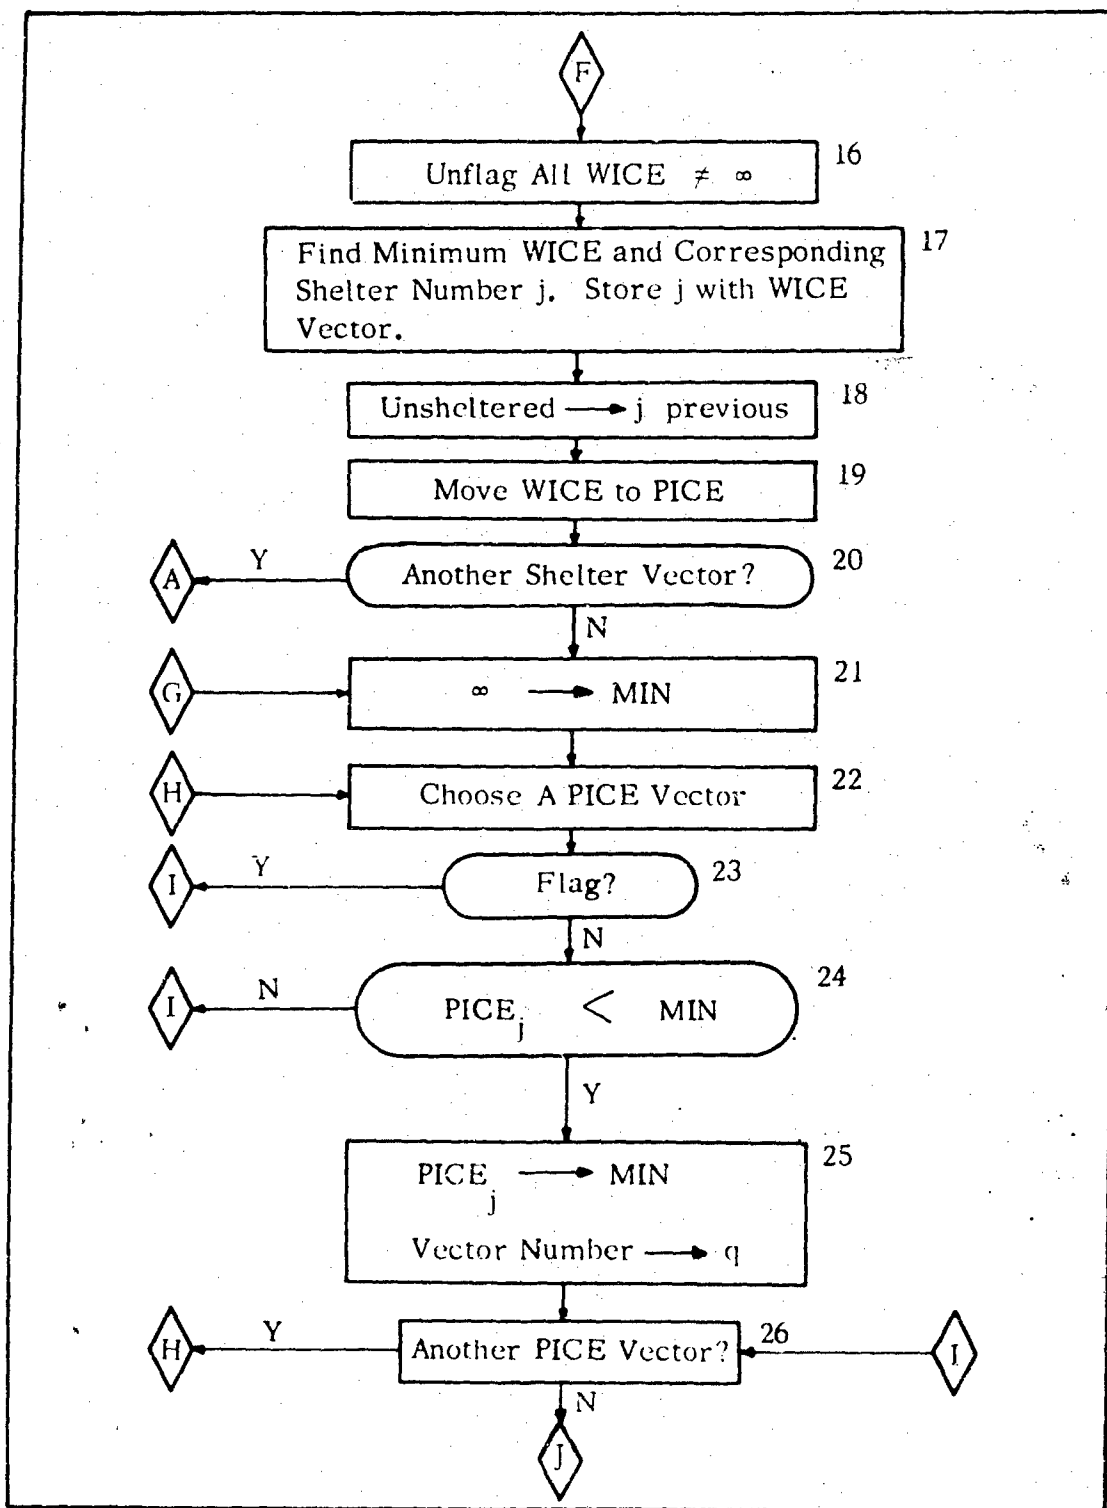 F
Unflag All WICE ≠ ∞
16
Find Minimum WICE and Corresponding
Shelter Number j. Store j with WICE
Vector.
17
Unsheltered → j previous
18
Move WICE to PICE
19
A
Y
Another Shelter Vector?
20
N
G
∞ → MIN
21
H
Choose A PICE Vector
22
I
Y
Flag?
23
N
I
N
PICE_j < MIN
24
Y
PICE_j → MIN
Vector Number → q
25
H
Y
Another PICE Vector?
26
I
N
J